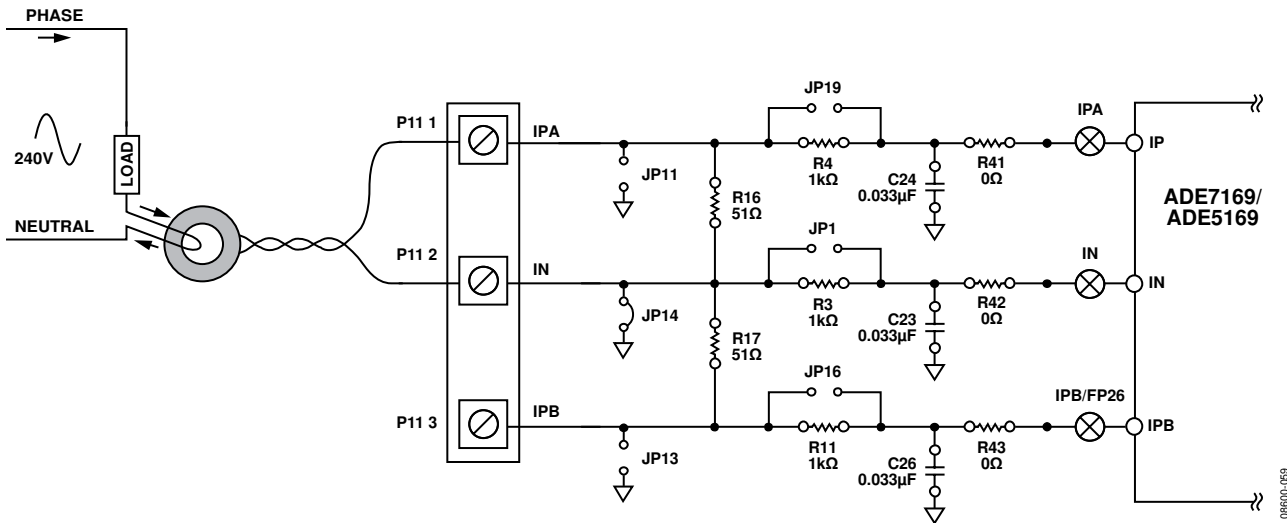 PHASE
240V
LOAD
NEUTRAL
P11 1
IPA
JP11
R16
51Ω
JP19
R4
1kΩ
C24
0.033µF
R41
0Ω
IPA
IP
ADE7169/
ADE5169
P11 2
IN
JP14
R17
51Ω
JP1
R3
1kΩ
C23
0.033µF
R42
0Ω
IN
IN
P11 3
IPB
JP13
JP16
R11
1kΩ
C26
0.033µF
R43
0Ω
IPB/FP26
IPB
08600-059